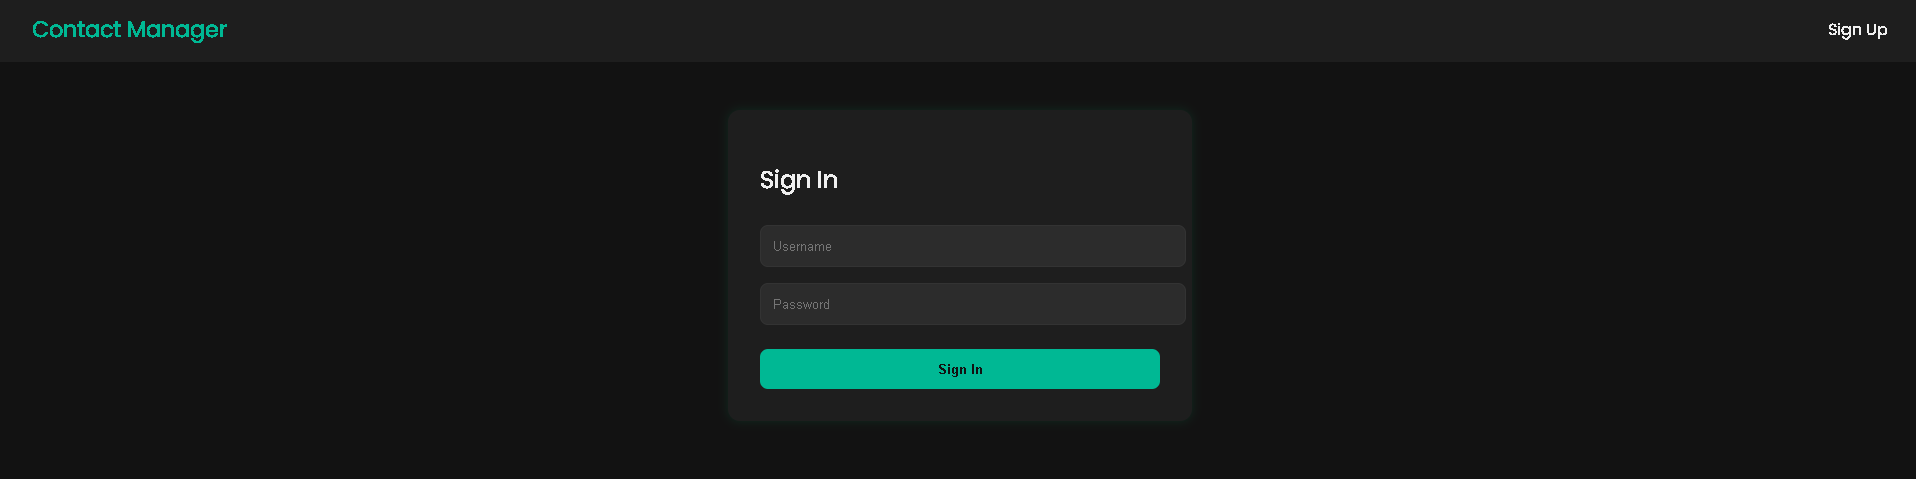 Contact Manager
Sign Up
Sign In
Username
Password
Sign In